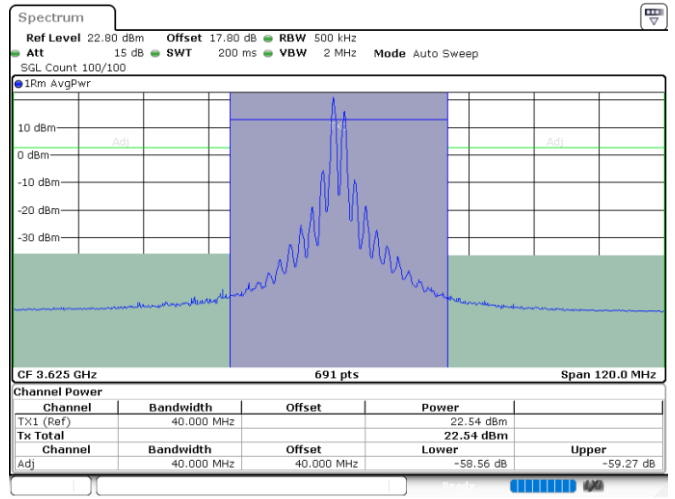 Spectrum
Ref Level 22.80 dBm Offset 17.80 dB RBW 500 kHz
Att 15 dB SWT 200 ms VBW 2 MHz Mode Auto Sweep
SGL Count 100/100
1Rm AvgPwr
10 dBm
Adj Adj
0 dBm
-10 dBm
-20 dBm
-30 dBm
CF 3.625 GHz 691 pts Span 120.0 MHz
Channel Power
Channel Bandwidth Offset Power
TX1 (Ref) 40.000 MHz 22.54 dBm
Tx Total 22.54 dBm
Channel Bandwidth Offset Lower Upper
Adj 40.000 MHz 40.000 MHz -58.56 dB -59.27 dB